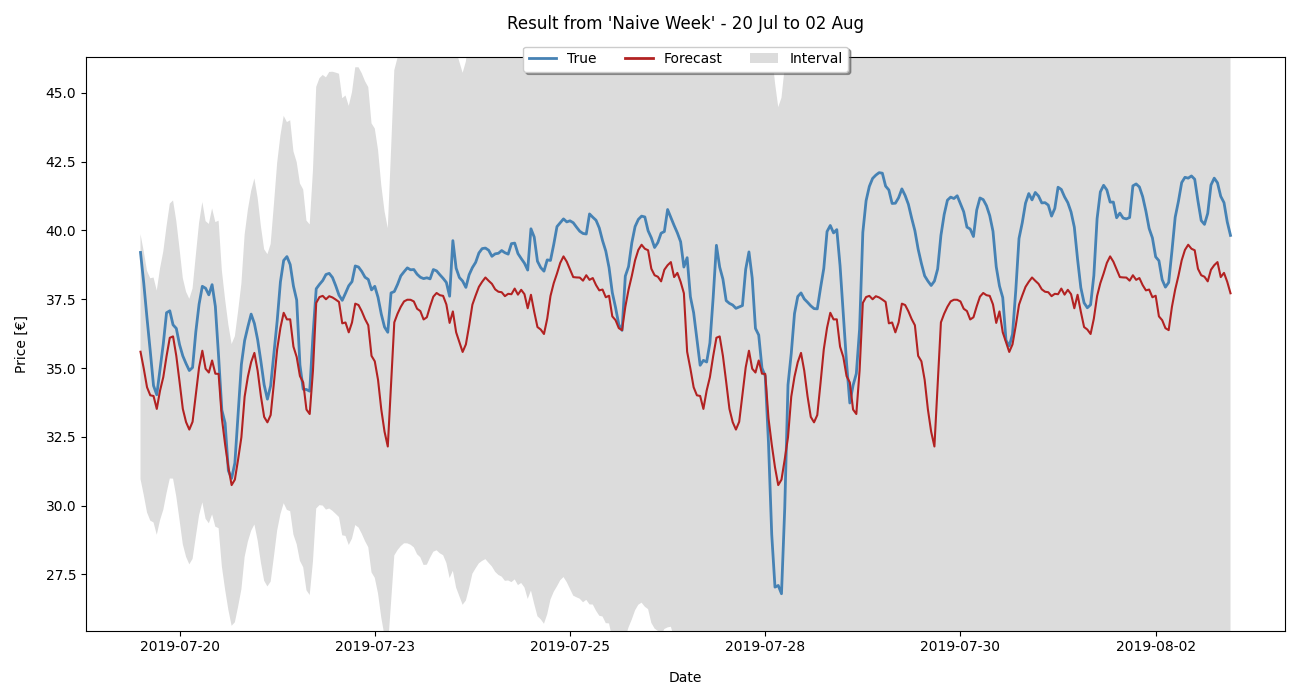 Result from 'Naive Week' - 20 Jul to 02 Aug
True Forecast Interval
45.0
42.5
40.0
37.5
35.0
32.5
30.0
27.5
Price [€]
2019-07-20 2019-07-23 2019-07-25 2019-07-28 2019-07-30 2019-08-02
Date